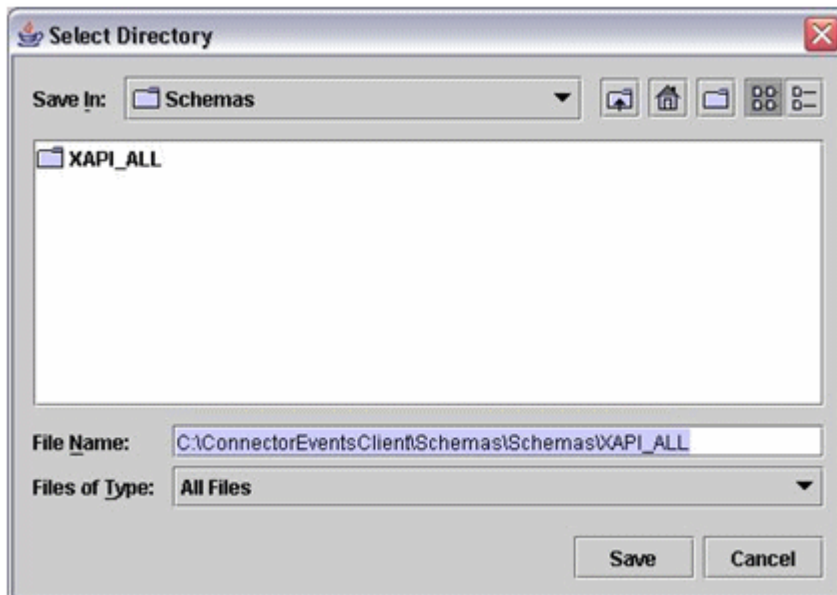 Select Directory
Save In: Schemas
XAPI_ALL
File Name: C:\ConnectorEventsClient\Schemas\Schemas\XAPI_ALL
Files of Type: All Files
Save Cancel